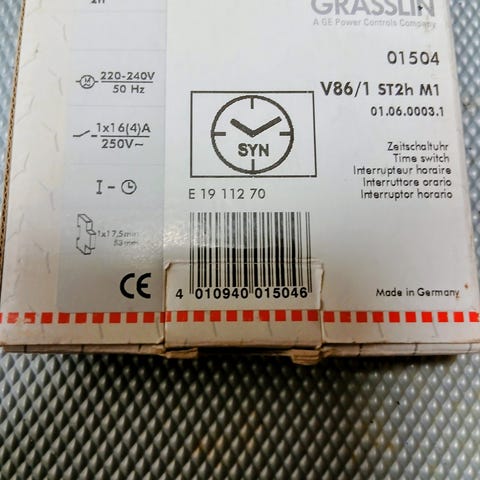 2h
GRASSLIN
A GE Power Controls Company
01504
220-240V
50 Hz
V86/1 ST2h M1
01.06.0003.1
1x16(4)A
250V~
SYN
Zeitschaltuhr
Time switch
Interrupteur horaire
Interruttore orario
Interruptor horario
I -
E 19 112 70
1x17,5mm
53mm
CE
4 010940 015046
Made in Germany